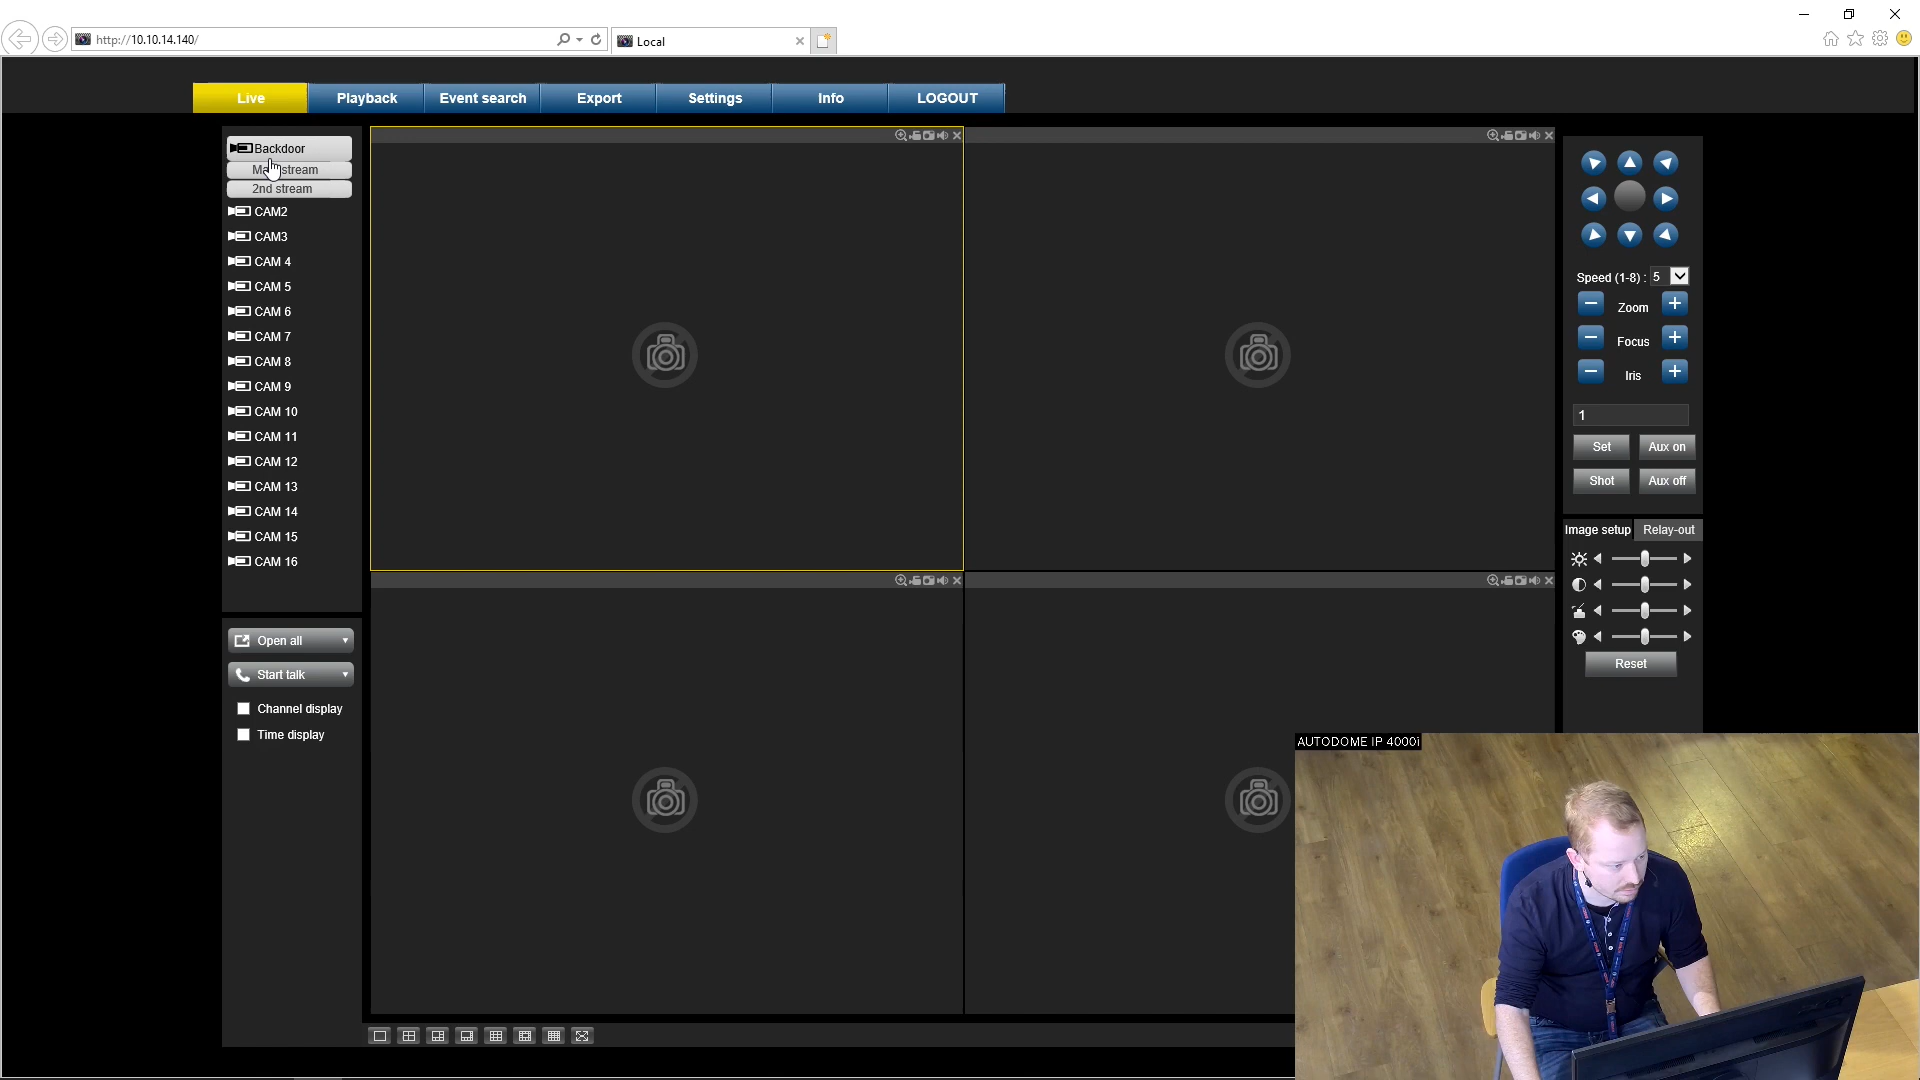 http://10.10.14.140/
Local
Live
Playback
Event search
Export
Settings
Info
LOGOUT
Backdoor
stream
2nd stream
CAM2
CAM3
CAM 4
CAM 5
CAM 6
CAM 7
CAM 8
CAM 9
CAM 10
CAM 11
CAM 12
CAM 13
CAM 14
CAM 15
CAM 16
Open all
Start talk
Channel display
Time display
Speed (1-8) : 5
Zoom
Focus
Iris
1
Set
Aux on
Shot
Aux off
Image setup
Relay-out
Reset
AUTODOME IP 4000i